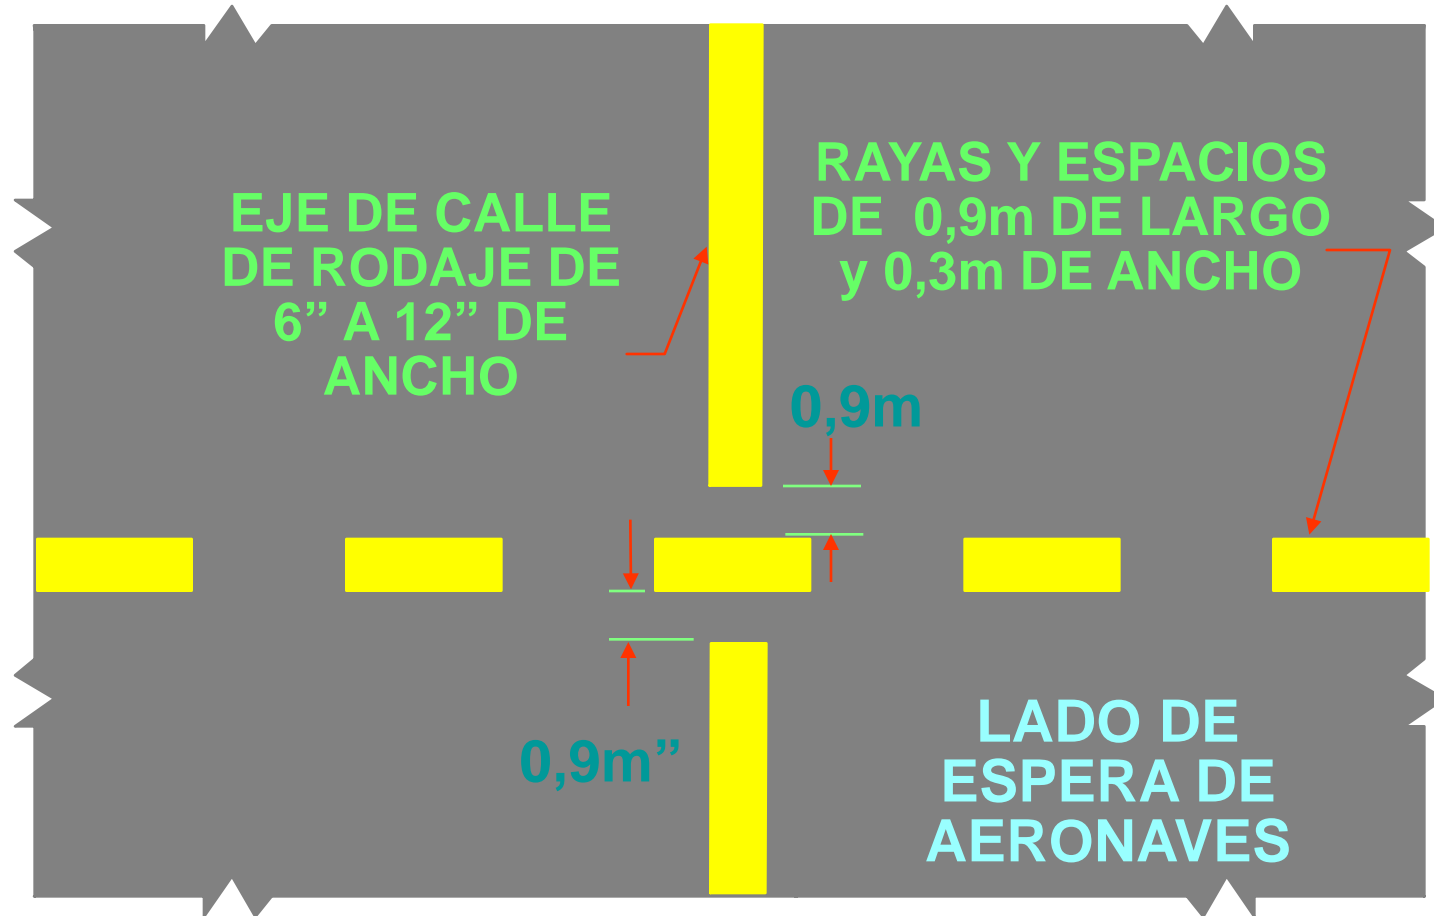 EJE DE CALLE
DE RODAJE DE
6” A 12” DE
ANCHO
RAYAS Y ESPACIOS
DE 0,9m DE LARGO
y 0,3m DE ANCHO
0,9m
0,9m”
LADO DE
ESPERA DE
AERONAVES